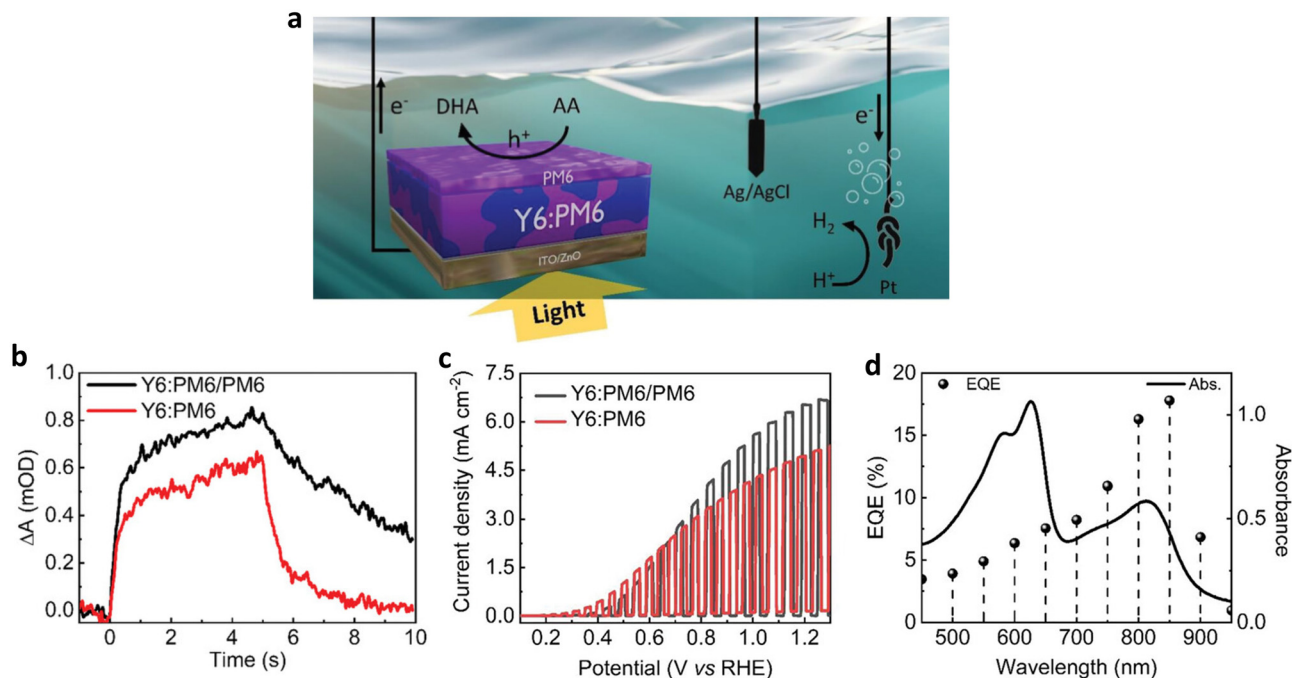 a
e-
DHA
AA
h+
PM6
Y6:PM6
ITO/ZnO
Light
Ag/AgCl
e-
H2
H+
Pt
b
1.0
0.8
0.6
0.4
0.2
0.0
ΔA (mOD)
Y6:PM6/PM6
Y6:PM6
0 2 4 6 8 10
Time (s)
c
7.5
6.0
4.5
3.0
1.5
0.0
Current density (mA cm-2)
Y6:PM6/PM6
Y6:PM6
0.2 0.4 0.6 0.8 1.0 1.2
Potential (V vs RHE)
d
20
15
10
5
0
EQE (%)
EQE
Abs.
1.0
0.5
0.0
Absorbance
500 600 700 800 900
Wavelength (nm)